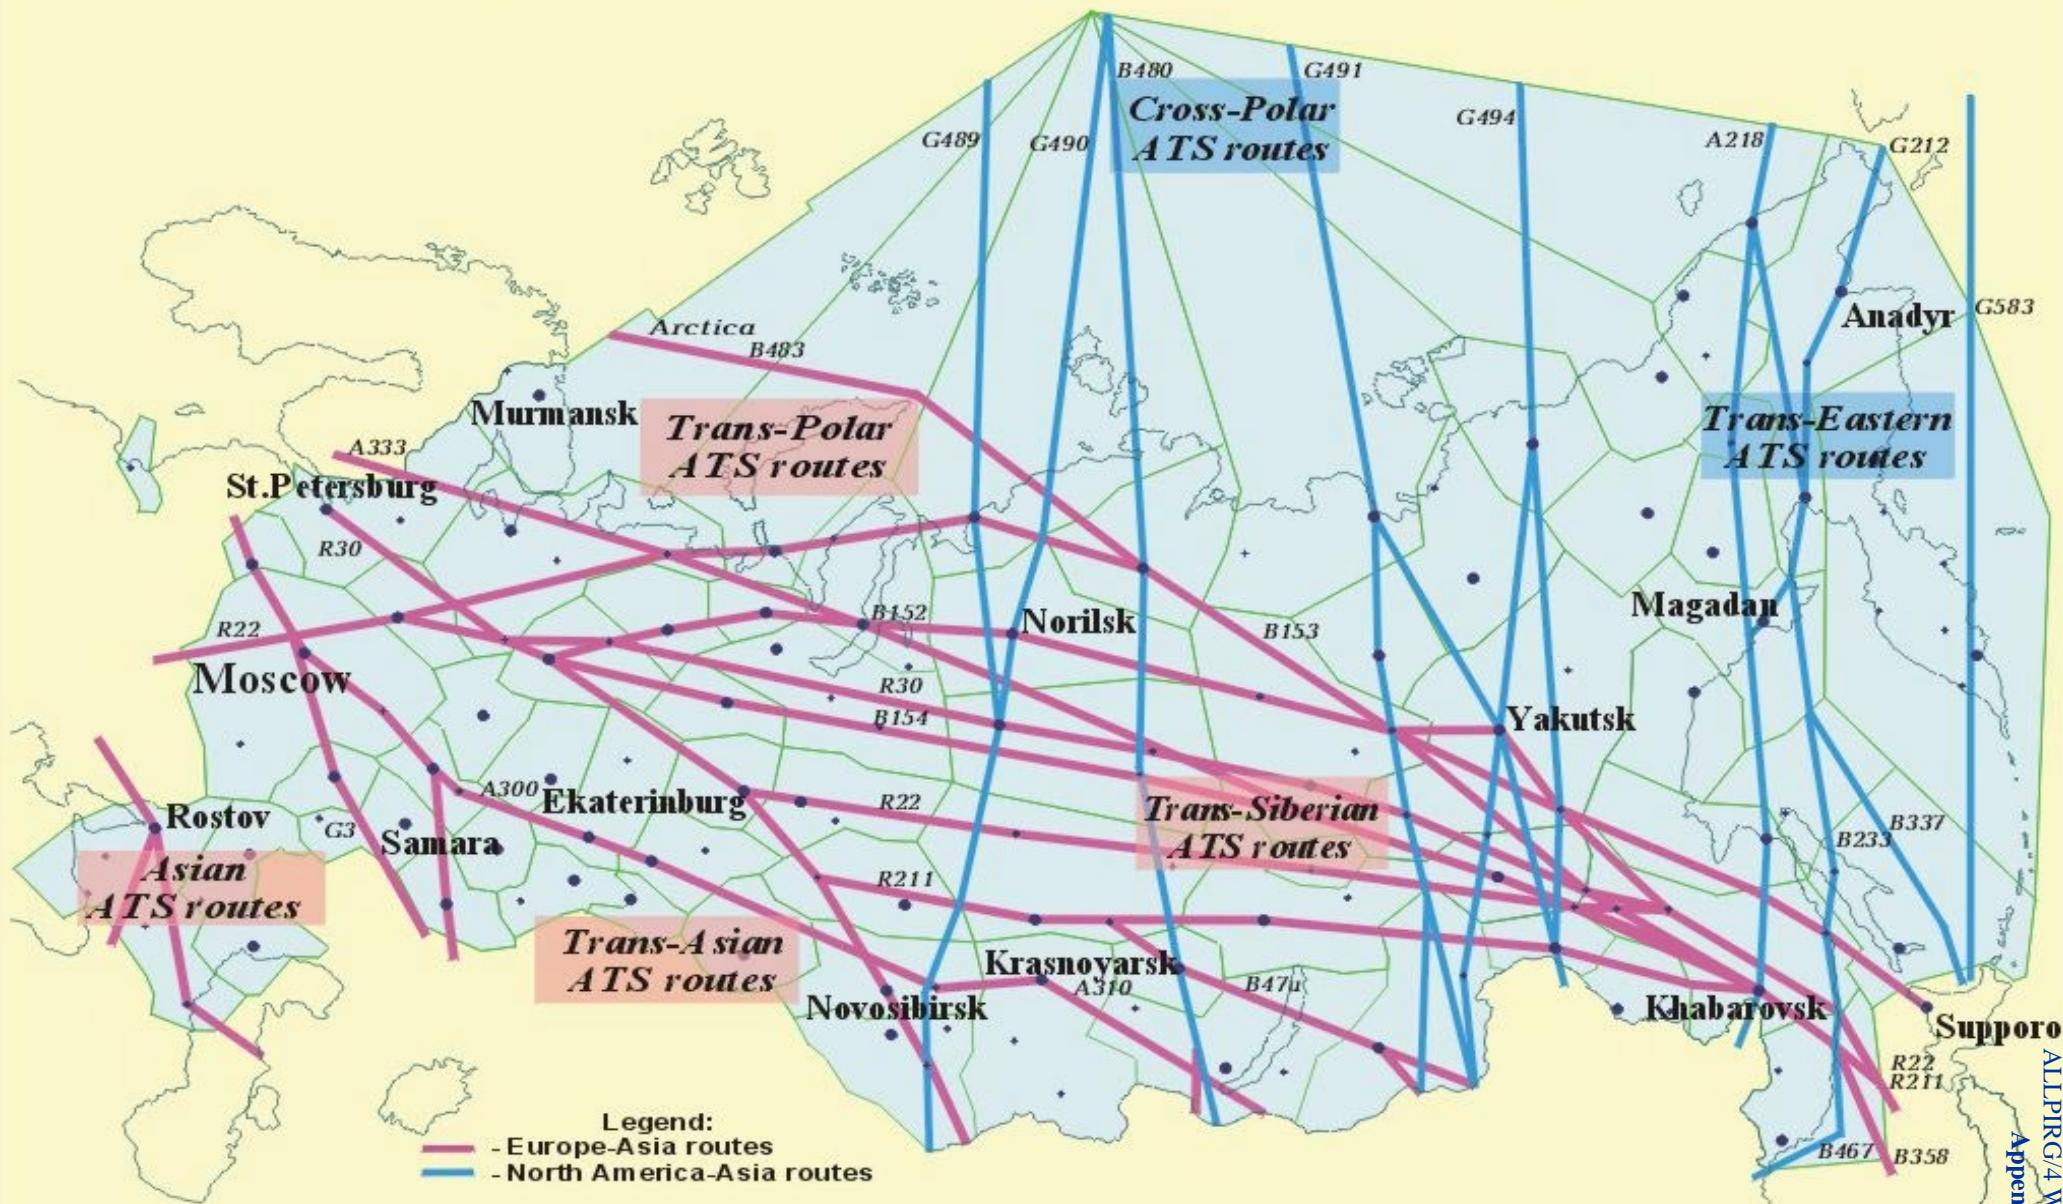 B480
G491
Cross-Polar
ATS routes
G489
G490
G494
A218
G212
G583
Anadyr
Arctica
B483
Murmansk
Trans-Polar
ATS routes
Trans-Eastern
ATS routes
A333
St.Petersburg
R30
R22
Moscow
B152
Norilsk
B153
Magadan
R30
B154
Yakutsk
A300
Ekaterinburg
R22
Trans-Siberian
ATS routes
Rostov
G3
Samara
B233
B337
Asian
ATS routes
R211
Trans-Asian
ATS routes
Krasnoyarsk
A310
B47u
Novosibirsk
Khabarovsk
Supporo
R22
R211
B467
B358
Legend:
- Europe-Asia routes
- North America-Asia routes
ALLPIRG/4 W
Appen